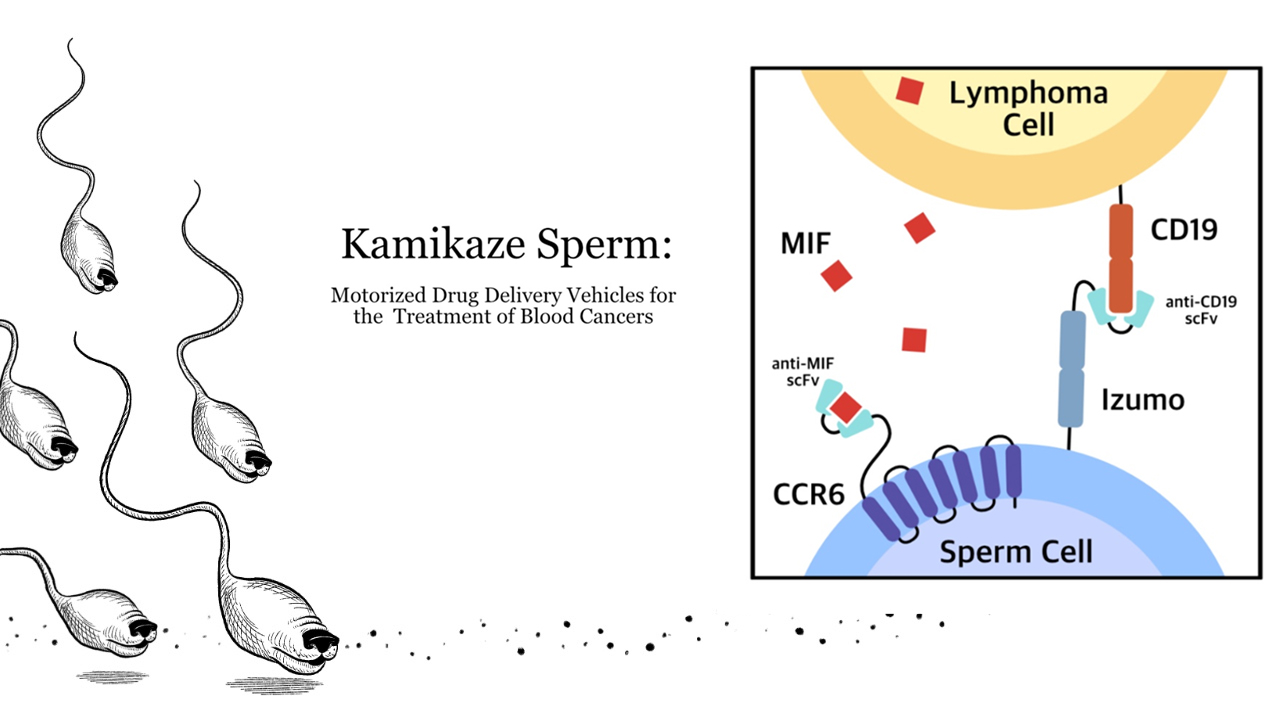 Kamikaze Sperm:
Motorized Drug Delivery Vehicles for
the Treatment of Blood Cancers
Lymphoma
Cell
MIF
CD19
anti-CD19
scFv
anti-MIF
scFv
Izumo
CCR6
Sperm Cell